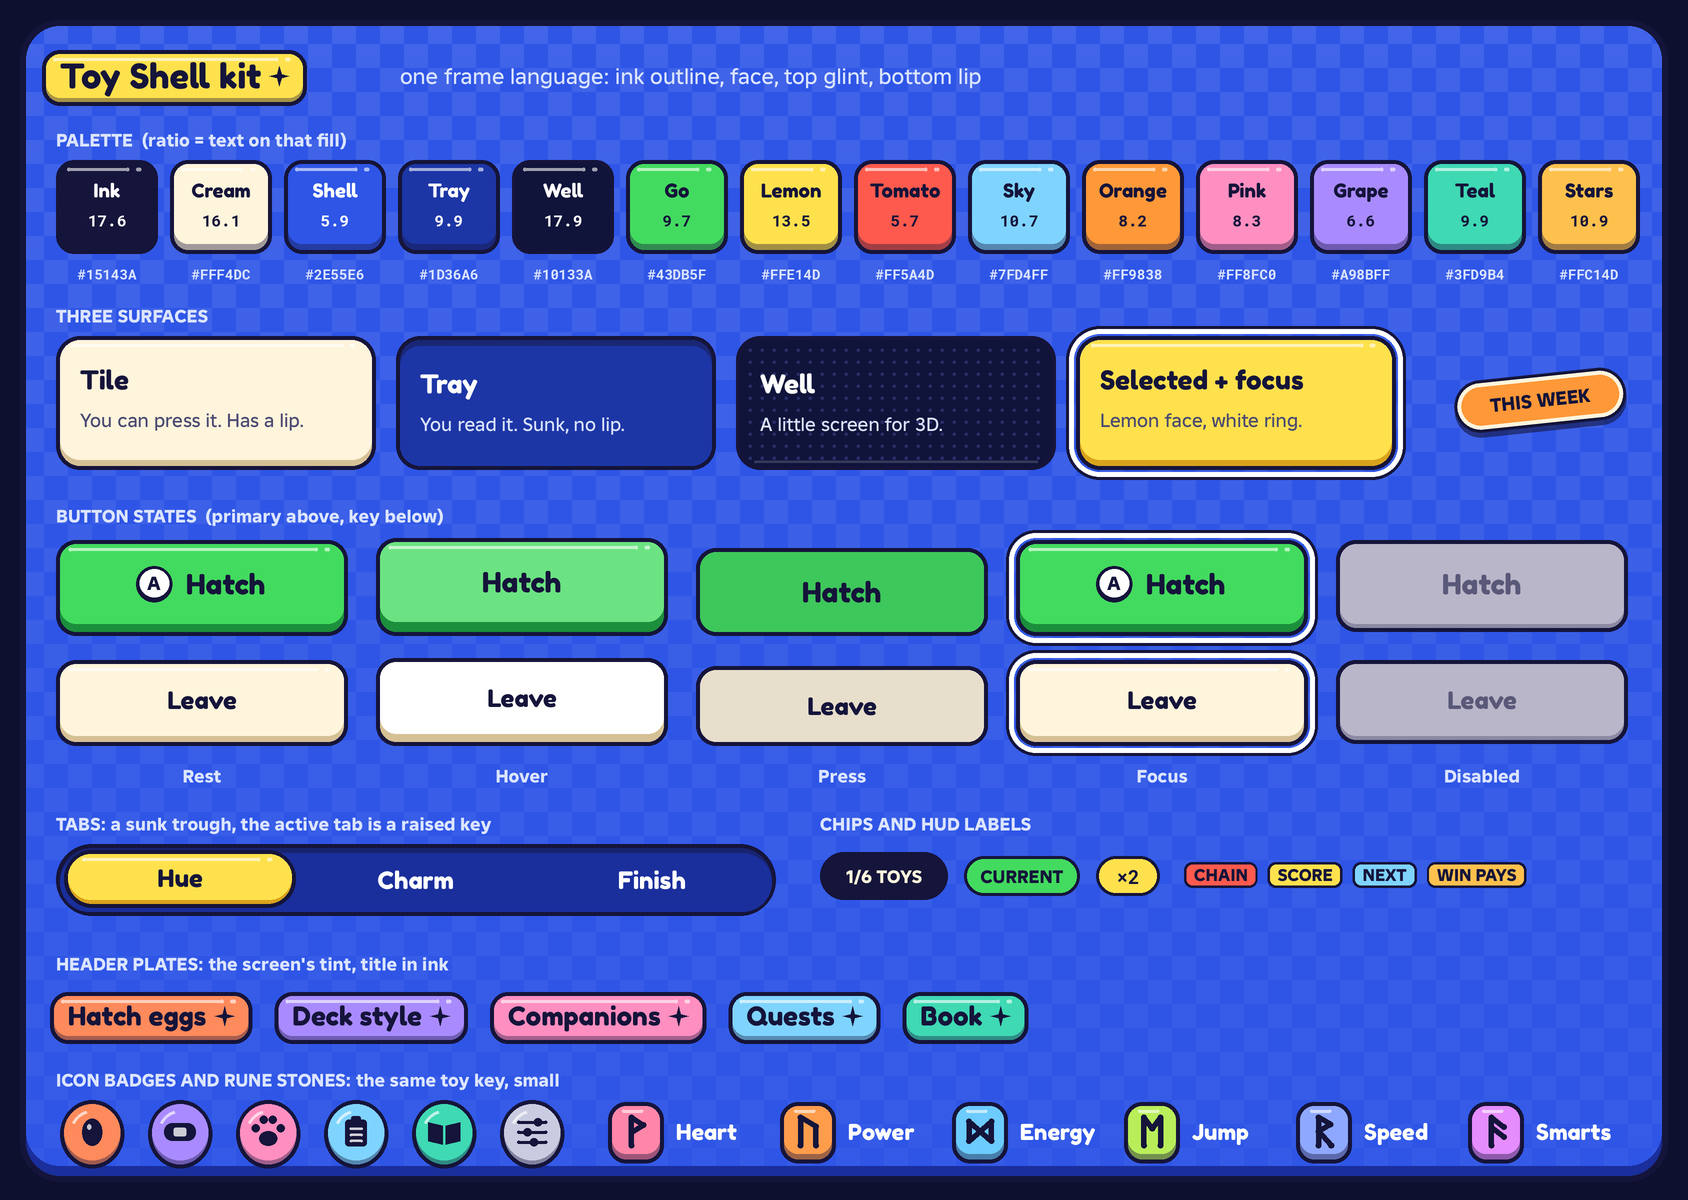 Toy Shell kit
one frame language: ink outline, face, top glint, bottom lip
PALETTE (ratio = text on that fill)
Ink Cream Shell Tray Well Go Lemon Tomato Sky Orange Pink Grape Teal Stars
17.6 16.1 5.9 9.9 17.9 9.7 13.5 5.7 10.7 8.2 8.3 6.6 9.9 10.9
#15143A #FFF4DC #2E55E6 #1D36A6 #10133A #43DB5F #FFE14D #FF5A4D #7FD4FF #FF9838 #FF8FC0 #A98BFF #3FD9B4 #FFC14D
THREE SURFACES
Tile
You can press it. Has a lip.
Tray
You read it. Sunk, no lip.
Well
A little screen for 3D.
Selected + focus
Lemon face, white ring.
THIS WEEK
BUTTON STATES (primary above, key below)
A Hatch Hatch Hatch A Hatch Hatch
Leave Leave Leave Leave Leave
Rest Hover Press Focus Disabled
TABS: a sunk trough, the active tab is a raised key
Hue Charm Finish
CHIPS AND HUD LABELS
1/6 TOYS CURRENT ×2 CHAIN SCORE NEXT WIN PAYS
HEADER PLATES: the screen's tint, title in ink
Hatch eggs Deck style Companions Quests Book
ICON BADGES AND RUNE STONES: the same toy key, small
ᚹ Heart ᚢ Power ᛞ Energy ᛖ Jump ᚱ Speed ᚨ Smarts